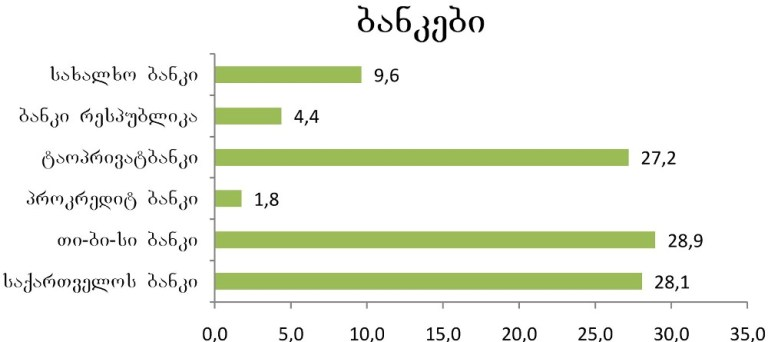 ბანკები
სახალხო ბანკი 9,6
ბანკი რესპუბლიკა 4,4
ტაოპრივატბანკი 27,2
პროკრედიტ ბანკი 1,8
თი-ბი-სი ბანკი 28,9
საქართველოს ბანკი 28,1
0,0 5,0 10,0 15,0 20,0 25,0 30,0 35,0